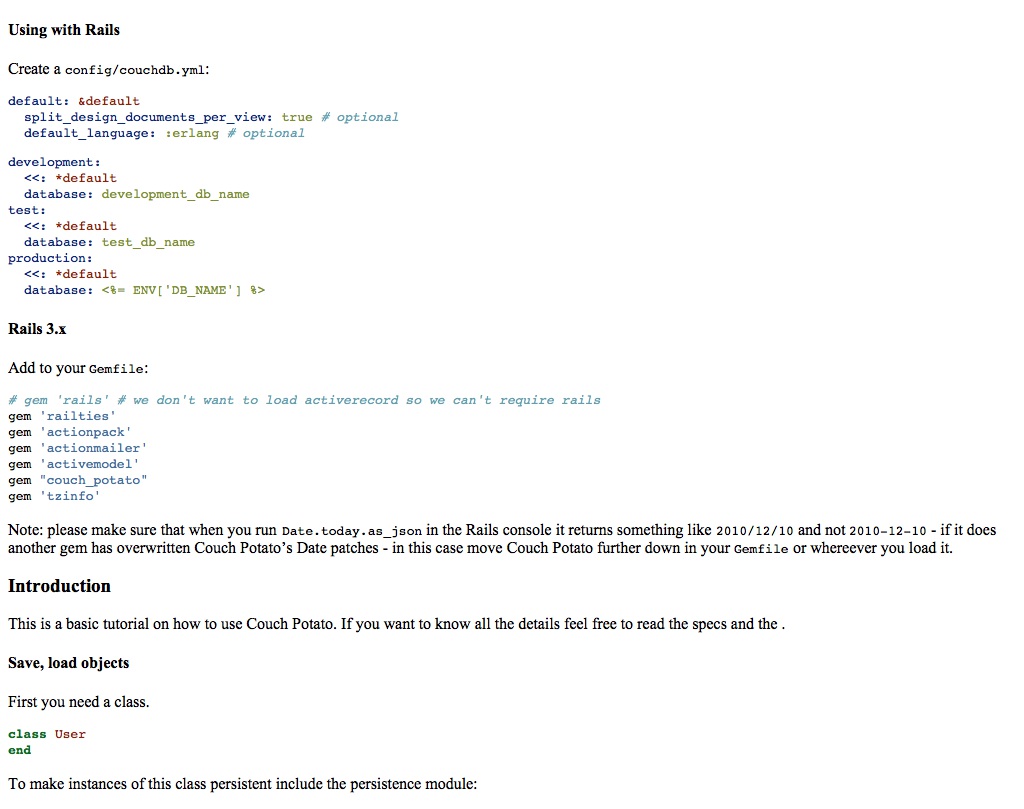 Using with Rails
Create a config/couchdb.yml:
default: &default
  split_design_documents_per_view: true # optional
  default_language: :erlang # optional
development:
  <<: *default
  database: development_db_name
test:
  <<: *default
  database: test_db_name
production:
  <<: *default
  database: <%= ENV['DB_NAME'] %>
Rails 3.x
Add to your Gemfile:
# gem 'rails' # we don't want to load activerecord so we can't require rails
gem 'railties'
gem 'actionpack'
gem 'actionmailer'
gem 'activemodel'
gem "couch_potato"
gem 'tzinfo'
Note: please make sure that when you run Date.today.as_json in the Rails console it returns something like 2010/12/10 and not 2010-12-10 - if it does
another gem has overwritten Couch Potato’s Date patches - in this case move Couch Potato further down in your Gemfile or whereever you load it.
Introduction
This is a basic tutorial on how to use Couch Potato. If you want to know all the details feel free to read the specs and the .
Save, load objects
First you need a class.
class User
end
To make instances of this class persistent include the persistence module: